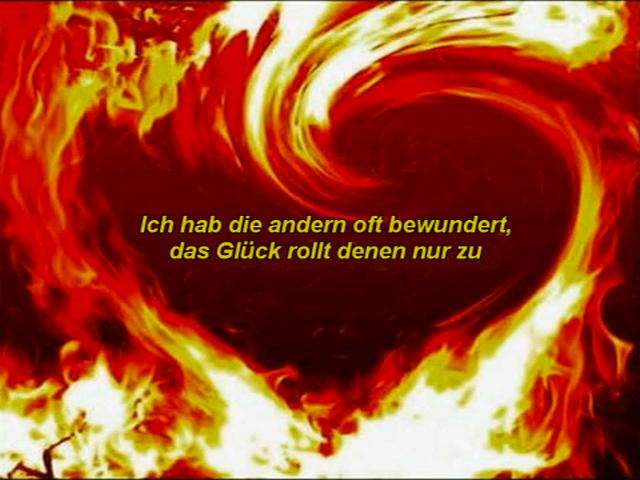 Ich hab die andern oft bewundert,
das Glück rollt denen nur zu